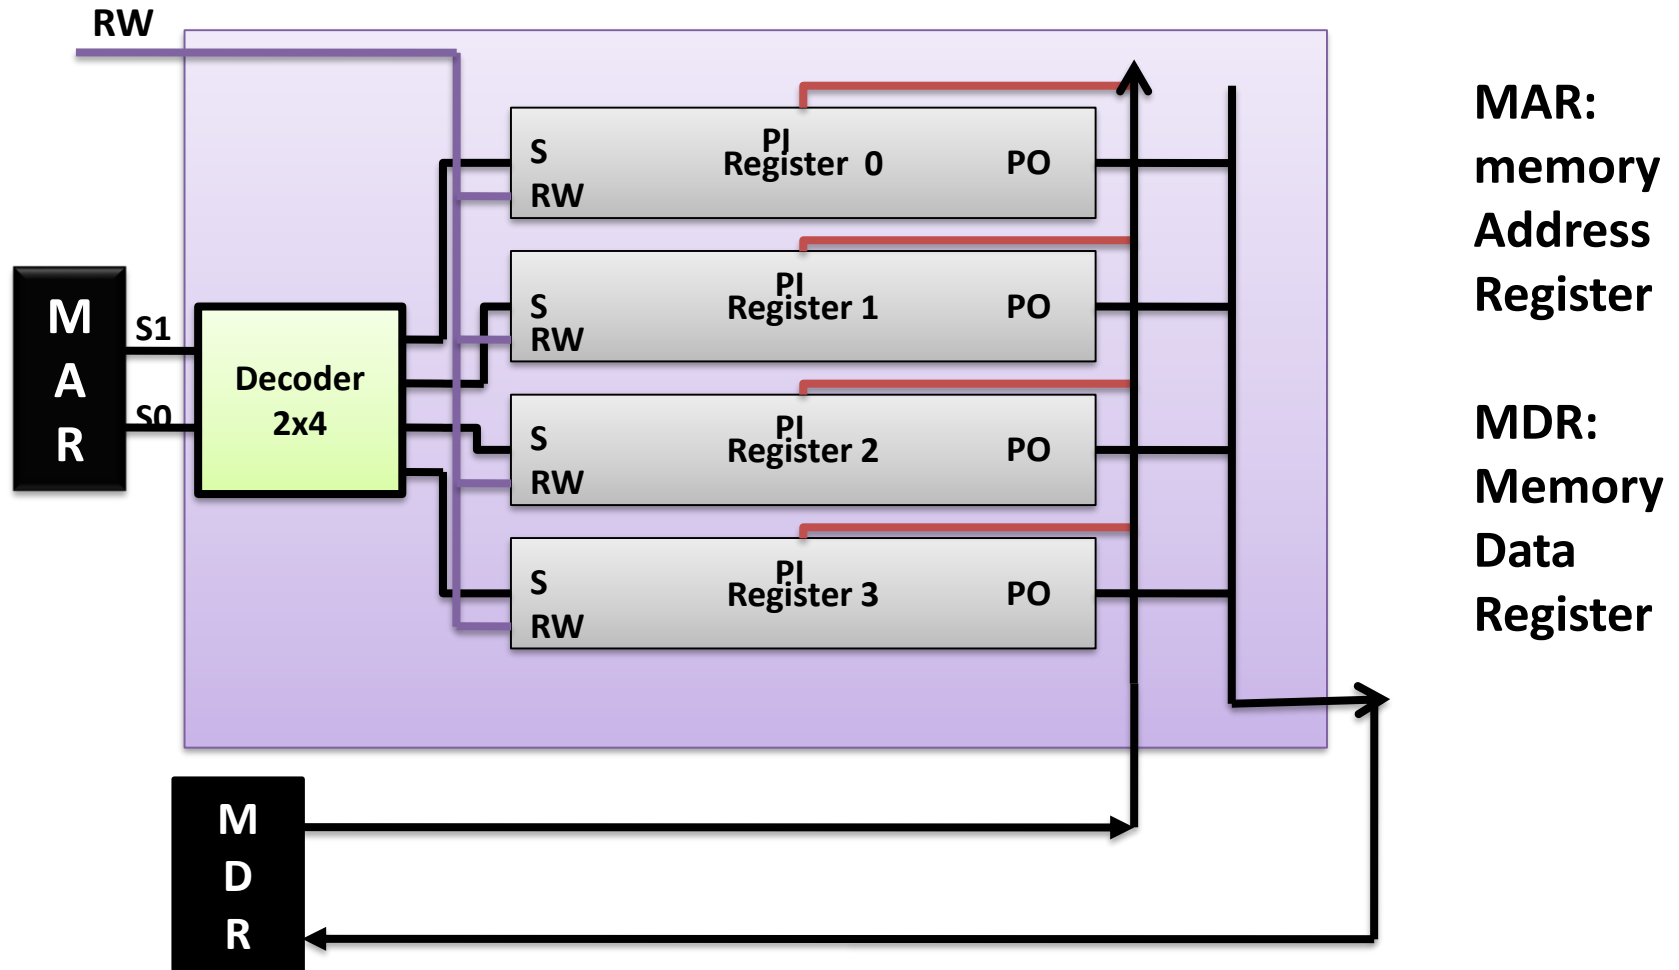 RW
PI
Register 0
S
PO
RW
PI
Register 1
S
PO
RW
PI
Register 2
S
PO
RW
PI
Register 3
S
PO
RW
M
A
R
S1
S0
Decoder
2x4
M
D
R
MAR:
memory
Address
Register
MDR:
Memory
Data
Register